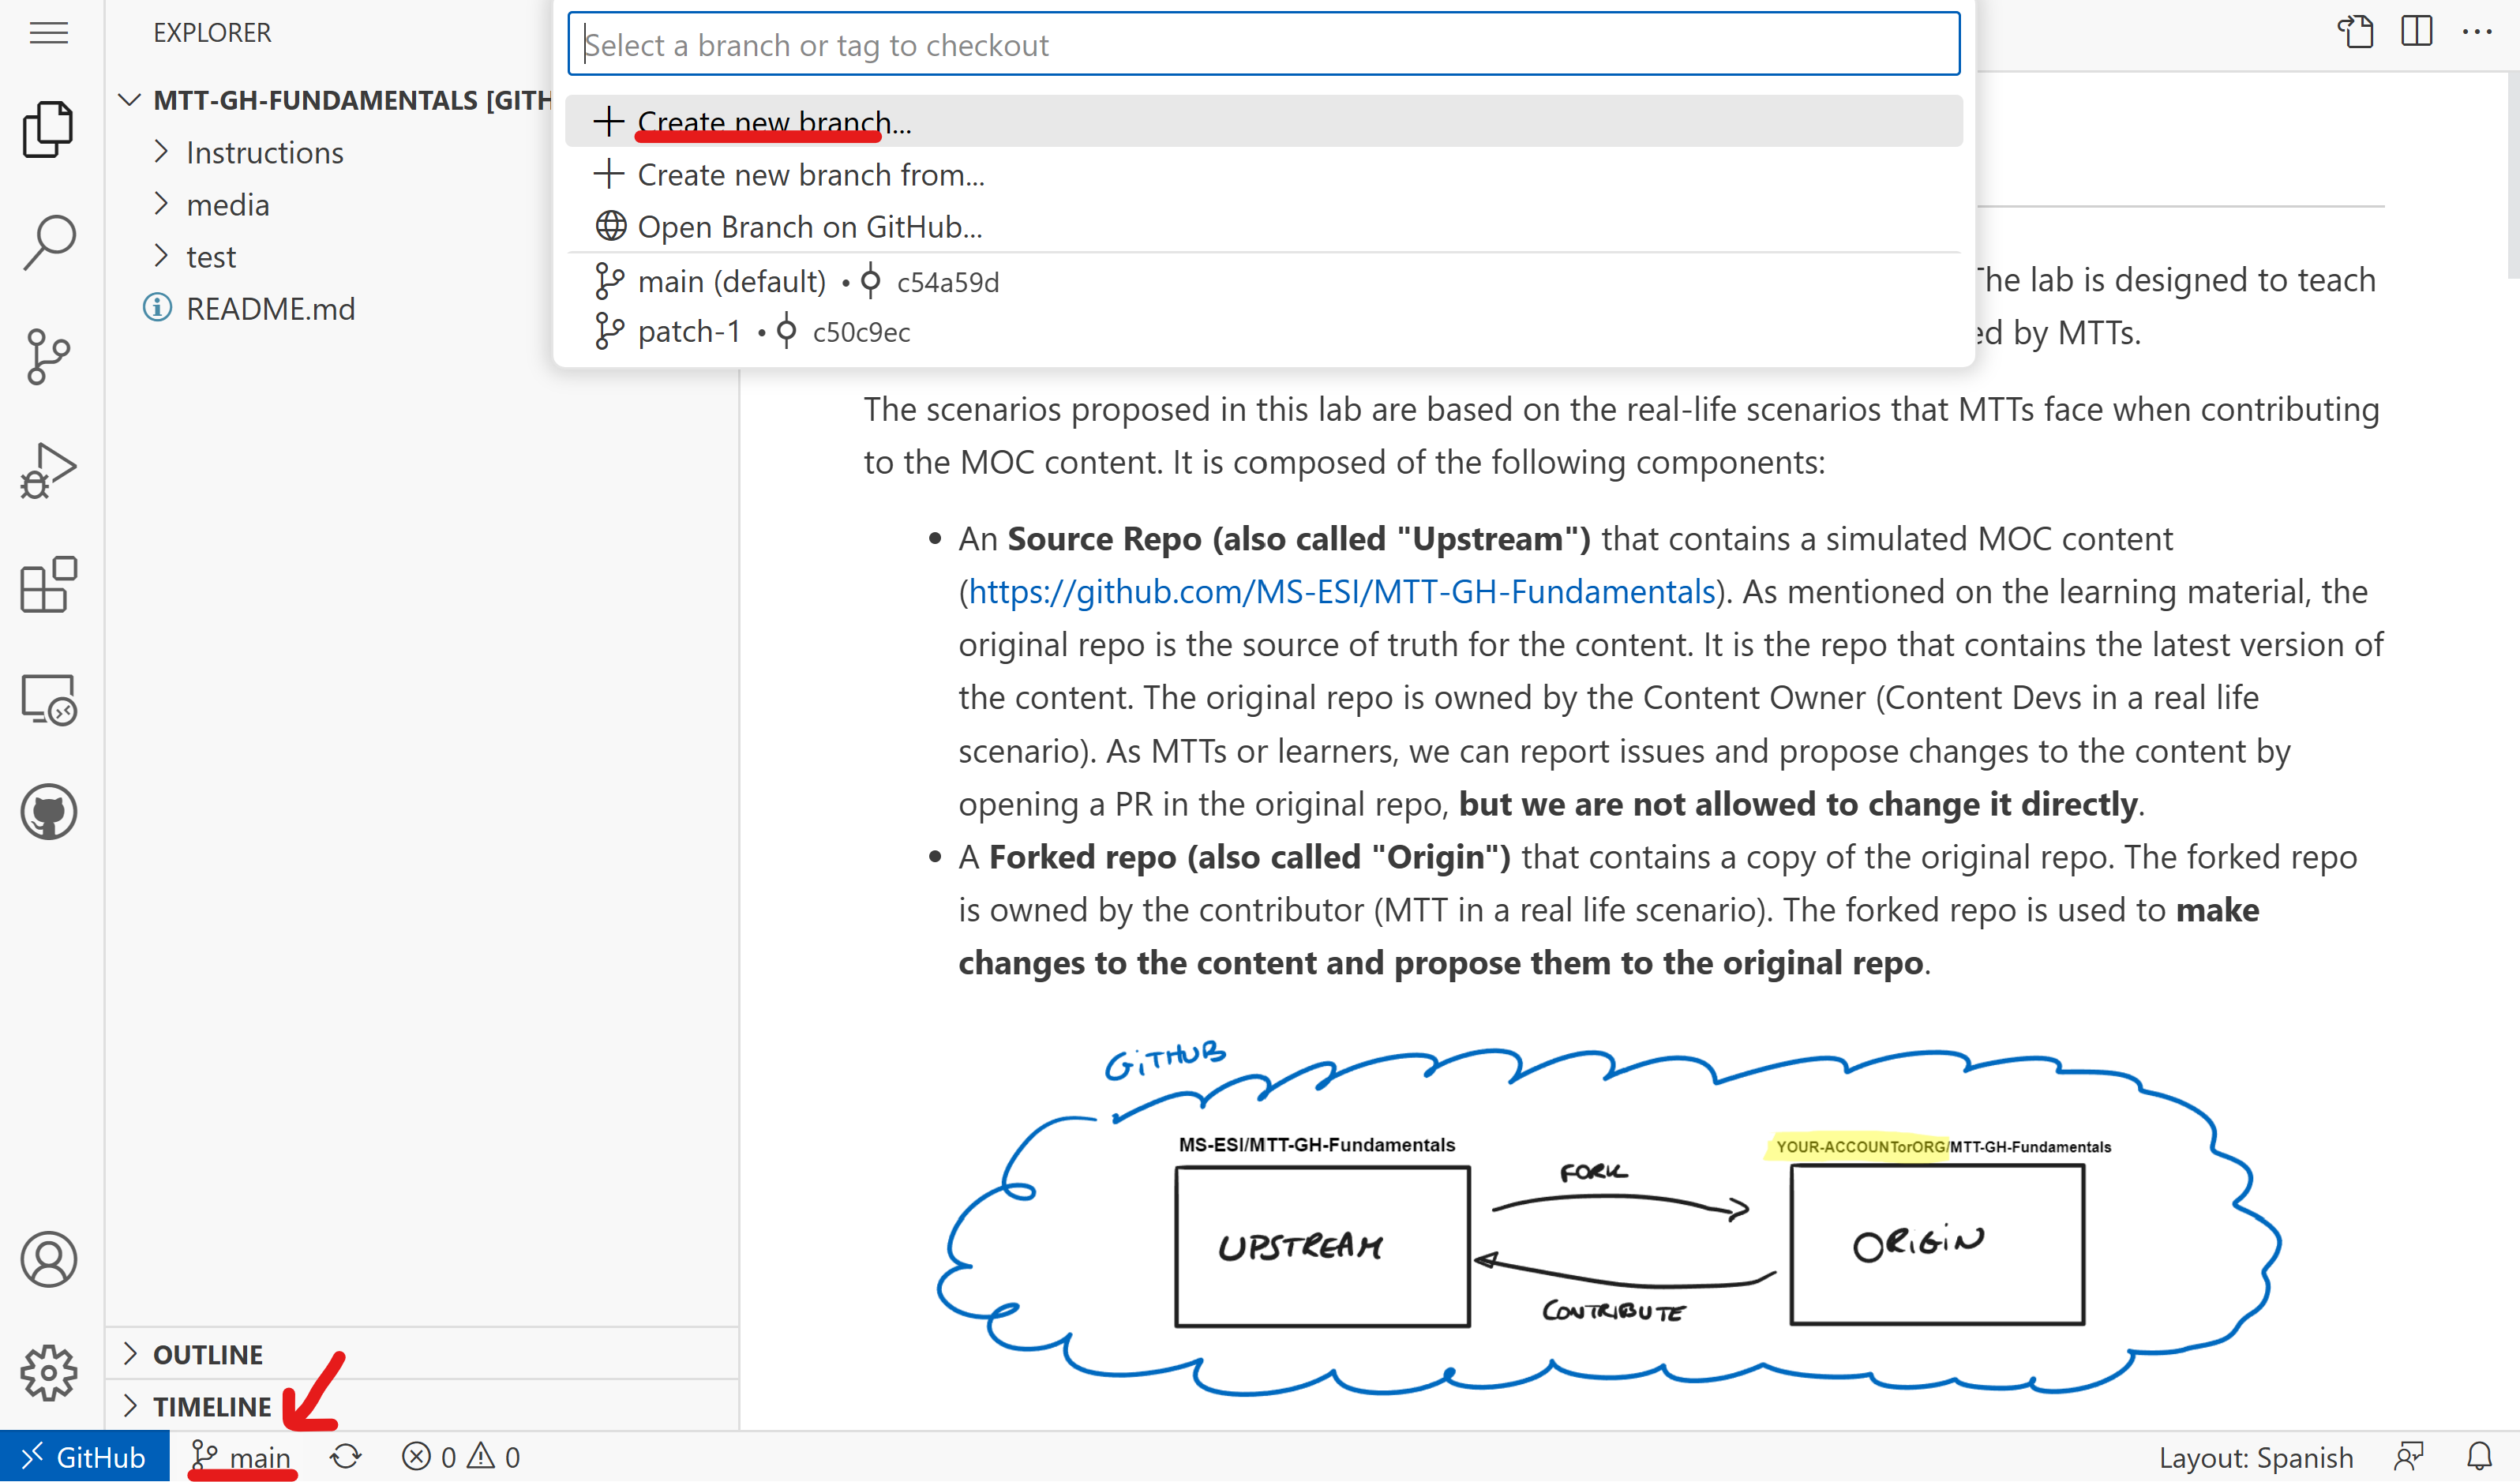 EXPLORER
MTT-GH-FUNDAMENTALS [GITH
Instructions
media
test
README.md
OUTLINE
TIMELINE
Select a branch or tag to checkout
Create new branch...
Create new branch from...
Open Branch on GitHub...
main (default) • c54a59d
patch-1 • c50c9ec
The lab is designed to teach
ed by MTTs.
The scenarios proposed in this lab are based on the real-life scenarios that MTTs face when contributing
to the MOC content. It is composed of the following components:
• An Source Repo (also called "Upstream") that contains a simulated MOC content
(https://github.com/MS-ESI/MTT-GH-Fundamentals). As mentioned on the learning material, the
original repo is the source of truth for the content. It is the repo that contains the latest version of
the content. The original repo is owned by the Content Owner (Content Devs in a real life
scenario). As MTTs or learners, we can report issues and propose changes to the content by
opening a PR in the original repo, but we are not allowed to change it directly.
• A Forked repo (also called "Origin") that contains a copy of the original repo. The forked repo
is owned by the contributor (MTT in a real life scenario). The forked repo is used to make
changes to the content and propose them to the original repo.
GiTHUB
MS-ESI/MTT-GH-Fundamentals
YOUR-ACCOUNTorORG/MTT-GH-Fundamentals
FORK
UPSTREAM
ORiGiN
CONTRIBUTE
GitHub
main
0
0
Layout: Spanish